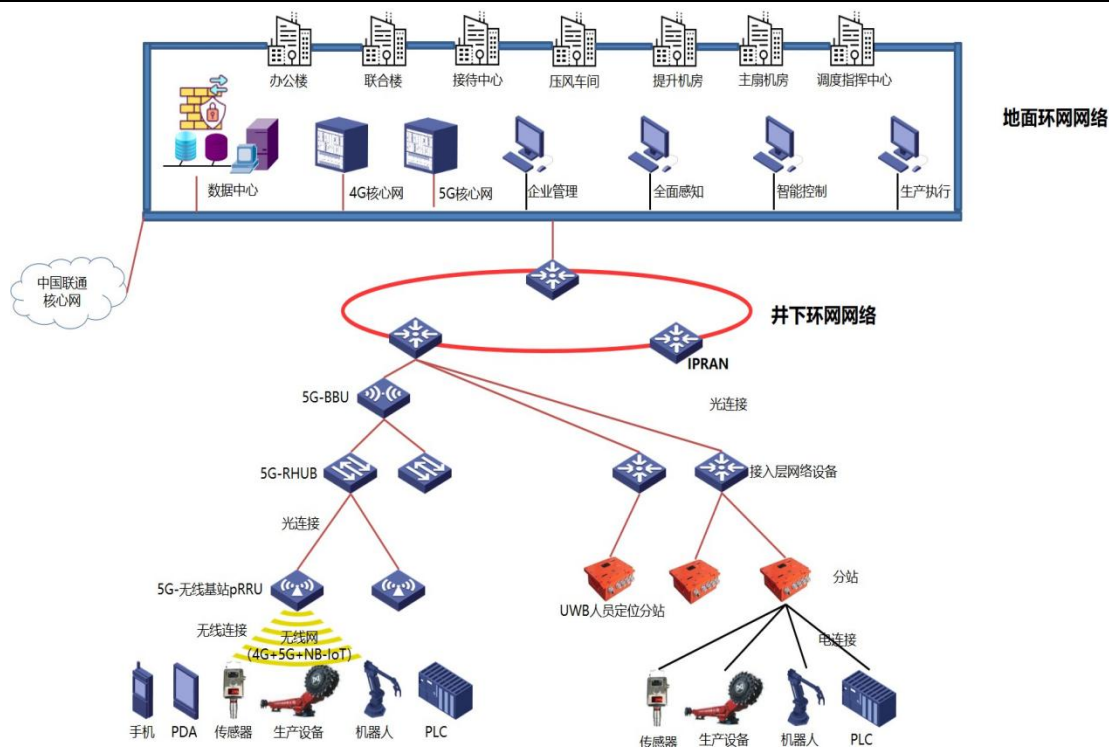 办公楼
联合楼
接待中心
压风车间
提升机房
主扇机房
调度指挥中心
地面环网网络
数据中心
4G核心网
5G核心网
企业管理
全面感知
智能控制
生产执行
中国联通
核心网
井下环网网络
IPRAN
5G-BBU
光连接
5G-RHUB
接入层网络设备
光连接
5G-无线基站pRRU
UWB人员定位分站
分站
无线连接
无线网
（4G+5G+NB-IoT）
电连接
手机
PDA
传感器
生产设备
机器人
PLC
传感器
生产设备
机器人
PLC